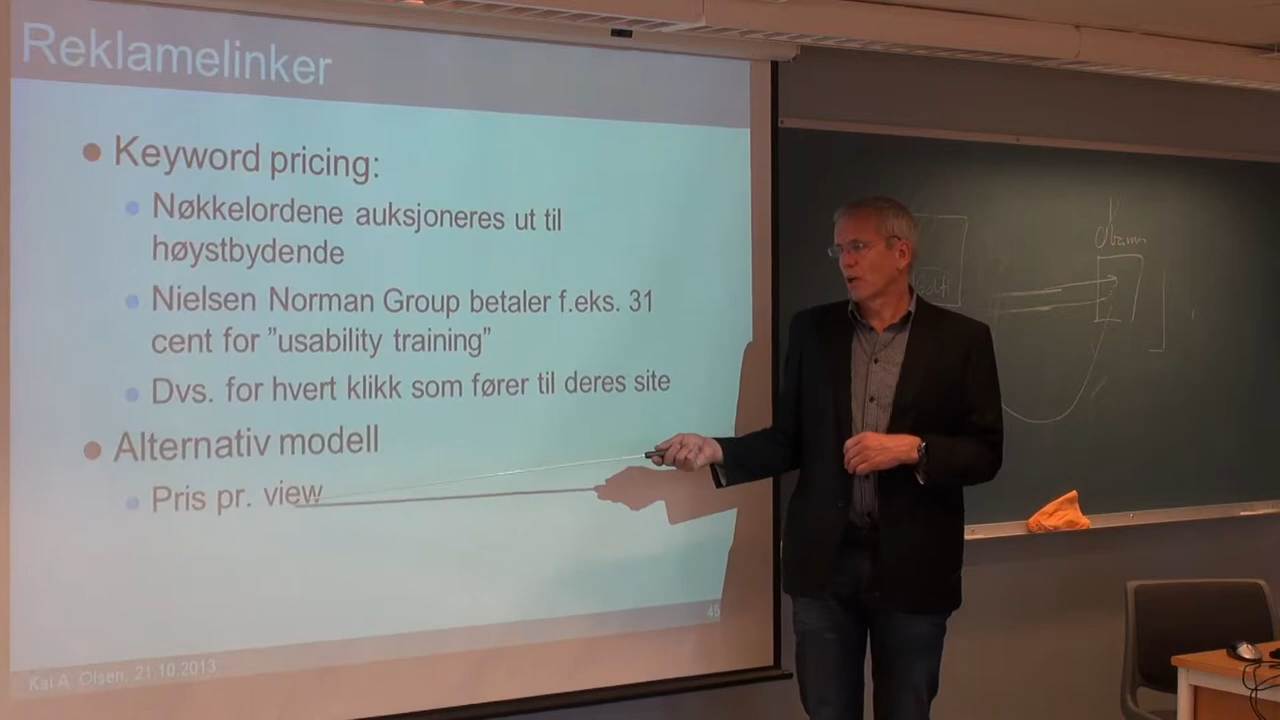 Reklamelinker
Keyword pricing:
Nøkkelordene auksjoneres ut til
høystbydende
Nielsen Norman Group betaler f.eks. 31
cent for ”usability training”
Dvs. for hvert klikk som fører til deres site
Alternativ modell
Pris pr. view
45
Kai A. Olsen, 21.10.2013
Obama